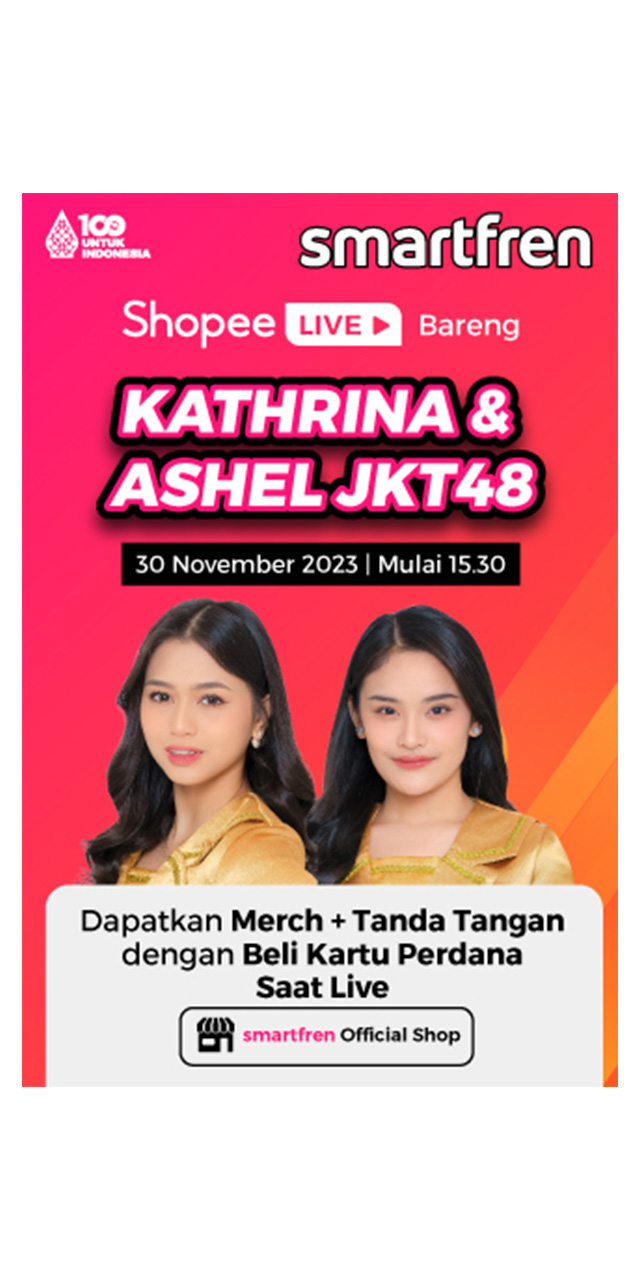 100
UNTUK
INDONESIA
smartfren
Shopee LIVE Bareng
KATHRINA &
ASHEL JKT48
30 November 2023 | Mulai 15.30
Dapatkan Merch + Tanda Tangan
dengan Beli Kartu Perdana
Saat Live
smartfren Official Shop